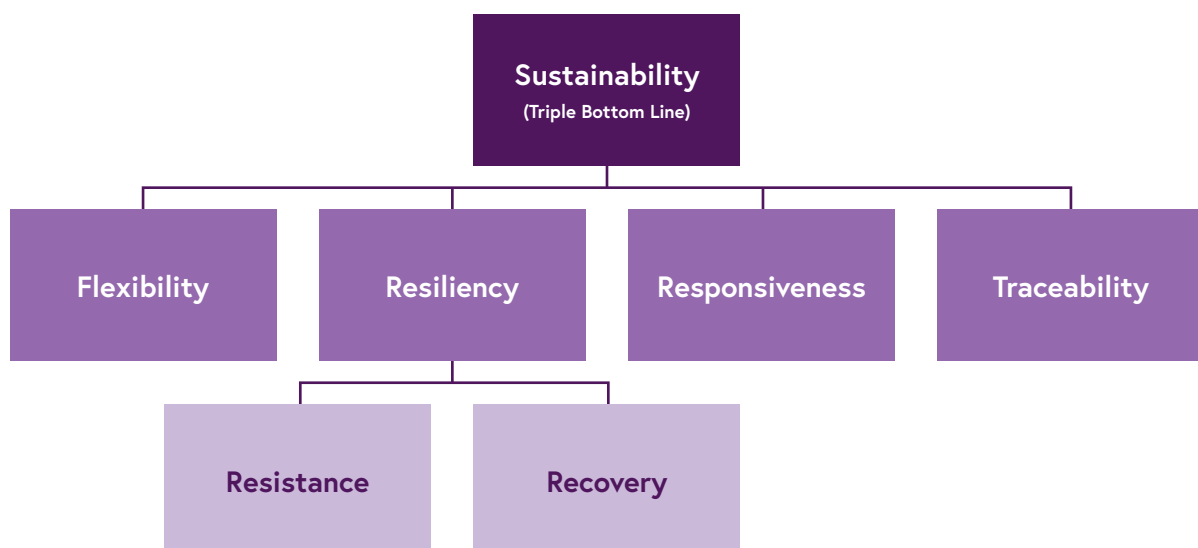 Sustainability
(Triple Bottom Line)
Flexibility
Resiliency
Responsiveness
Traceability
Resistance
Recovery